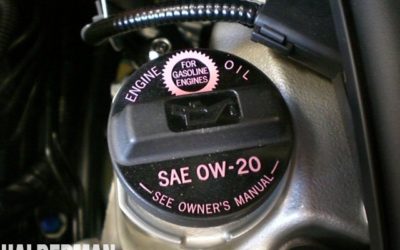 ENGINE OIL
FOR
GASOLINE
ENGINES
SAE 0W-20
SEE OWNER'S MANUAL
HALDERMAN